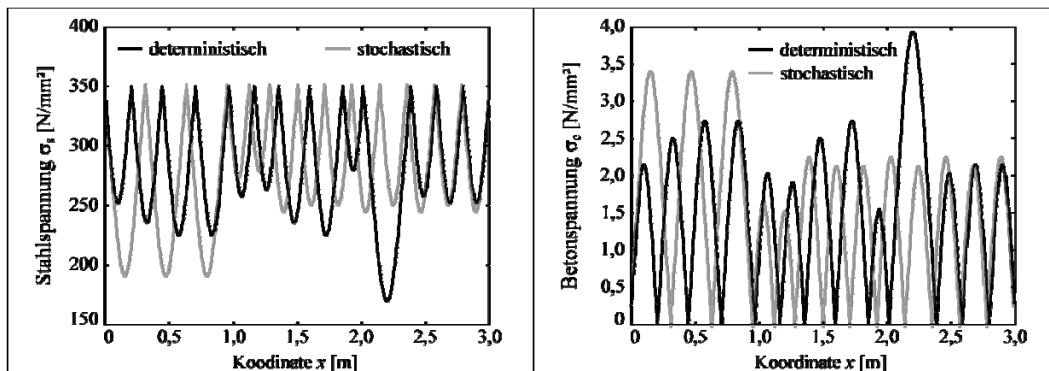 400
350
300
250
200
150
Stahlspannung σs [N/mm²]
deterministisch
stochastisch
0 0,5 1,0 1,5 2,0 2,5 3,0
Koodinate x [m]
4,0
3,5
3,0
2,5
2,0
1,5
1,0
0,5
0
Betonspannung σc [N/mm²]
deterministisch
stochastisch
0 0,5 1,0 1,5 2,0 2,5 3,0
Koordinate x [m]